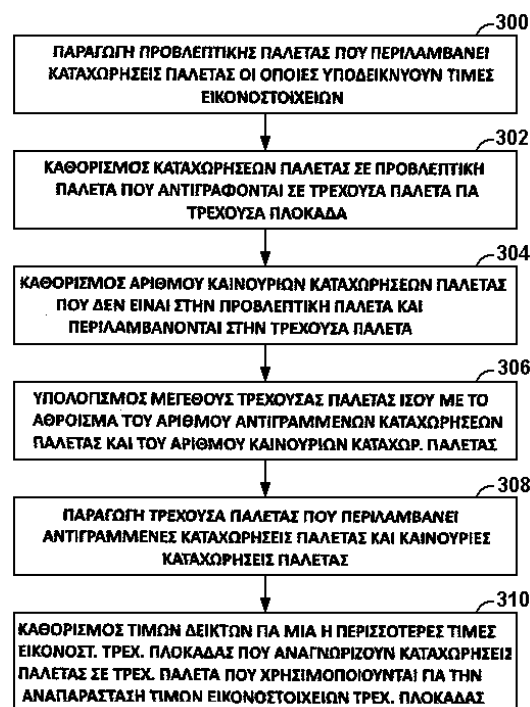 300
ΠΑΡΑΓΩΓΗ ΠΡΟΒΛΕΠΤΙΚΗΣ ΠΑΛΕΤΑΣ ΠΟΥ ΠΕΡΙΛΑΜΒΑΝΕΙ
ΚΑΤΑΧΩΡΗΣΕΙΣ ΠΑΛΕΤΑΣ ΟΙ ΟΠΟΙΕΣ ΥΠΟΔΕΙΚΝΥΟΥΝ ΤΙΜΕΣ
ΕΙΚΟΝΟΣΤΟΙΧΕΙΩΝ
302
ΚΑΘΟΡΙΣΜΟΣ ΚΑΤΑΧΩΡΗΣΕΩΝ ΠΑΛΕΤΑΣ ΣΕ ΠΡΟΒΛΕΠΤΙΚΗ
ΠΑΛΕΤΑ ΠΟΥ ΑΝΤΙΓΡΑΦΟΝΤΑΙ ΣΕ ΤΡΕΧΟΥΣΑ ΠΑΛΕΤΑ ΓΙΑ
ΤΡΕΧΟΥΣΑ ΠΛΟΚΑΔΑ
304
ΚΑΘΟΡΙΣΜΟΣ ΑΡΙΘΜΟΥ ΚΑΙΝΟΥΡΙΩΝ ΚΑΤΑΧΩΡΗΣΕΩΝ ΠΑΛΕΤΑΣ
ΠΟΥ ΔΕΝ ΕΙΝΑΙ ΣΤΗΝ ΠΡΟΒΛΕΠΤΙΚΗ ΠΑΛΕΤΑ ΚΑΙ
ΠΕΡΙΛΑΜΒΑΝΟΝΤΑΙ ΣΤΗΝ ΤΡΕΧΟΥΣΑ ΠΑΛΕΤΑ
306
ΥΠΟΛΟΓΙΣΜΟΣ ΜΕΓΕΘΟΥΣ ΤΡΕΧΟΥΣΑΣ ΠΑΛΕΤΑΣ ΙΣΟΥ ΜΕ ΤΟ
ΑΘΡΟΙΣΜΑ ΤΟΥ ΑΡΙΘΜΟΥ ΑΝΤΙΓΡΑΜΜΕΝΩΝ ΚΑΤΑΧΩΡΗΣΕΩΝ
ΠΑΛΕΤΑΣ ΚΑΙ ΤΟΥ ΑΡΙΘΜΟΥ ΚΑΙΝΟΥΡΙΩΝ ΚΑΤΑΧΩΡ. ΠΑΛΕΤΑΣ
308
ΠΑΡΑΓΩΓΗ ΤΡΕΧΟΥΣΑ ΠΑΛΕΤΑΣ ΠΟΥ ΠΕΡΙΛΑΜΒΑΝΕΙ
ΑΝΤΙΓΡΑΜΜΕΝΕΣ ΚΑΤΑΧΩΡΗΣΕΙΣ ΠΑΛΕΤΑΣ ΚΑΙ ΚΑΙΝΟΥΡΙΕΣ
ΚΑΤΑΧΩΡΗΣΕΙΣ ΠΑΛΕΤΑΣ
310
ΚΑΘΟΡΙΣΜΟΣ ΤΙΜΩΝ ΔΕΙΚΤΩΝ ΓΙΑ ΜΙΑ Η ΠΕΡΙΣΣΟΤΕΡΕΣ ΤΙΜΕΣ
ΕΙΚΟΝΟΣΤ. ΤΡΕΧ. ΠΛΟΚΑΔΑΣ ΠΟΥ ΑΝΑΓΝΩΡΙΖΟΥΝ ΚΑΤΑΧΩΡΗΣΕΙΣ
ΠΑΛΕΤΑΣ ΣΕ ΤΡΕΧ. ΠΑΛΕΤΑ ΠΟΥ ΧΡΗΣΙΜΟΠΟΙΟΥΝΤΑΙ ΓΙΑ ΤΗΝ
ΑΝΑΠΑΡΑΣΤΑΣΗ ΤΙΜΩΝ ΕΙΚΟΝΟΣΤΟΙΧΕΙΩΝ ΤΡΕΧ. ΠΛΟΚΑΔΑΣ